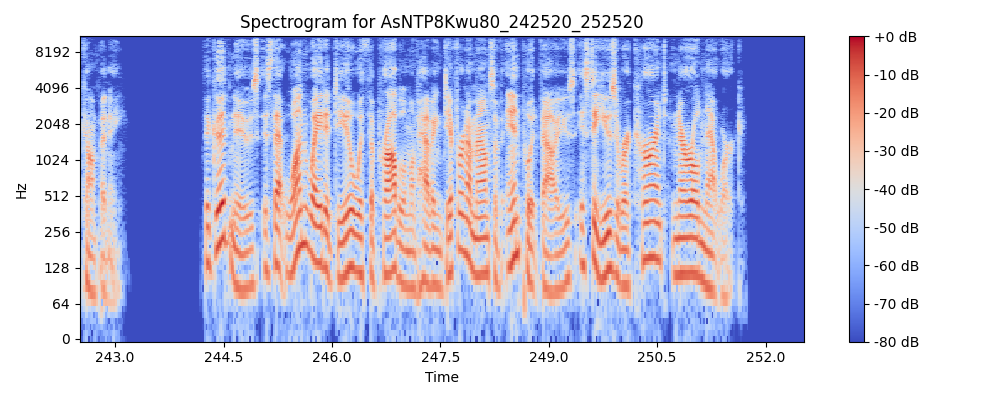 Spectrogram for AsNTP8Kwu80_242520_252520
8192
4096
2048
1024
512
256
128
64
0
Hz
243.0 244.5 246.0 247.5 249.0 250.5 252.0
Time
+0 dB
-10 dB
-20 dB
-30 dB
-40 dB
-50 dB
-60 dB
-70 dB
-80 dB